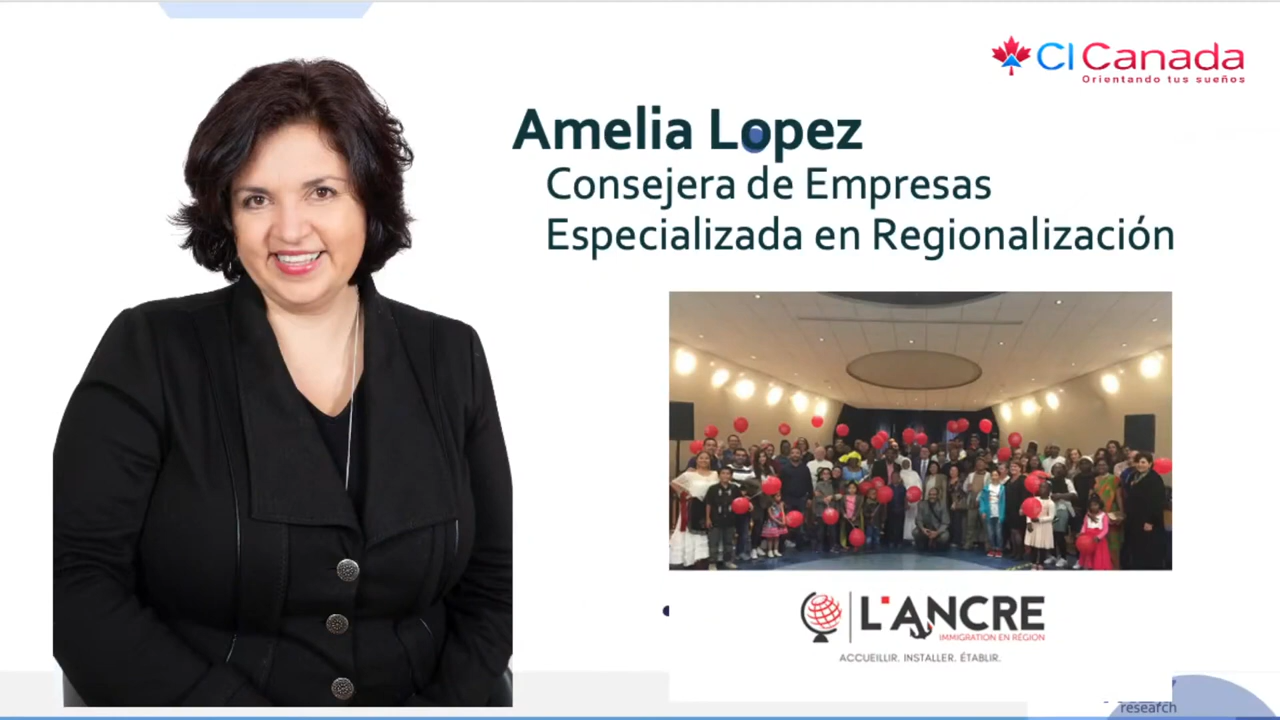 CI Canada
Orientando tus sueños
Amelia Lopez
Consejera de Empresas
Especializada en Regionalización
L'ANCRE
IMMIGRATION EN RÉGION
ACCUEILLIR. INSTALLER. ÉTABLIR.
research